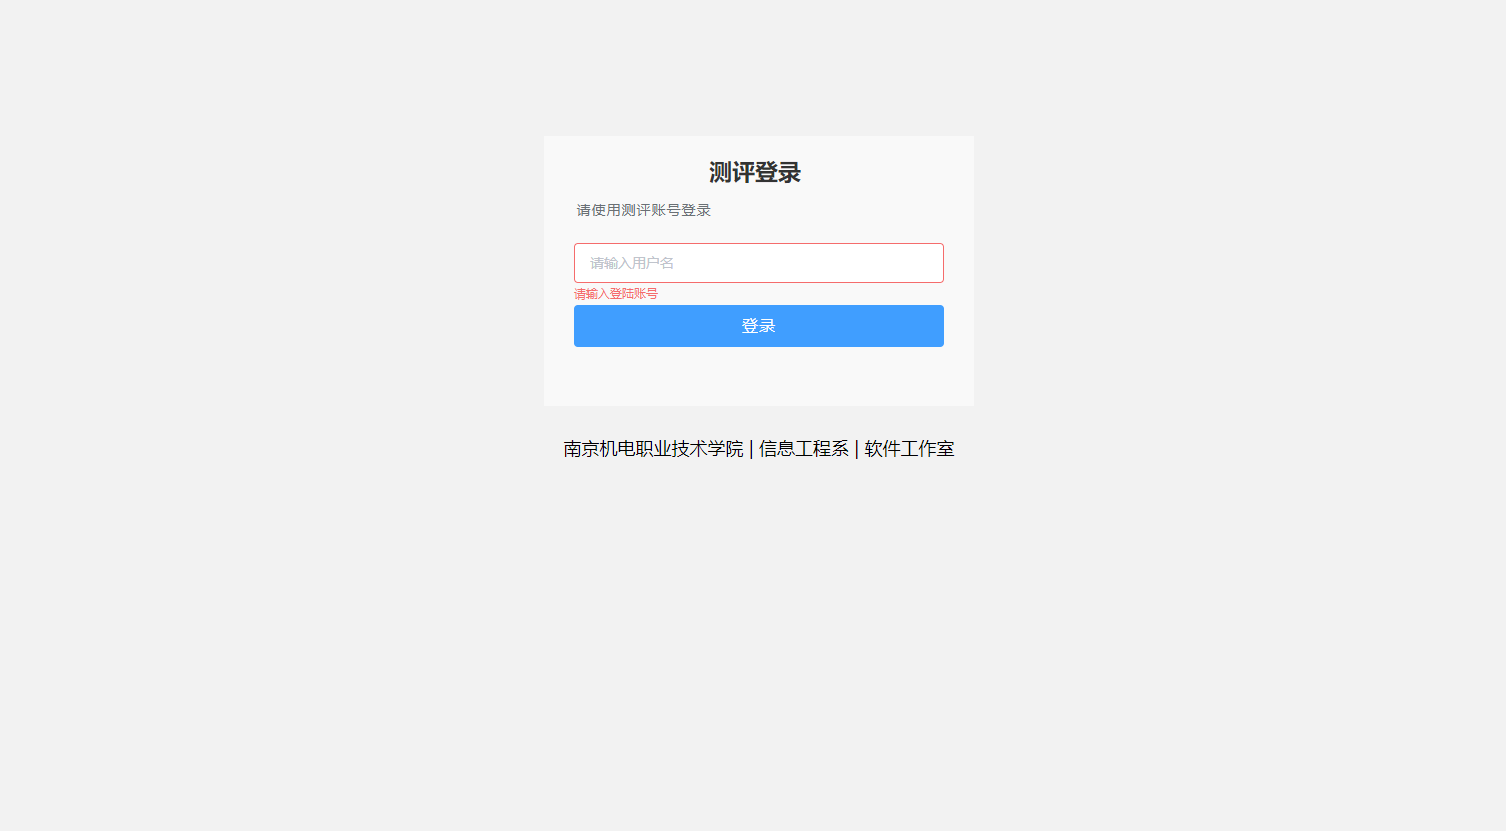 测评登录
请使用测评账号登录
请输入用户名
请输入登陆账号
登录
南京机电职业技术学院 | 信息工程系 | 软件工作室